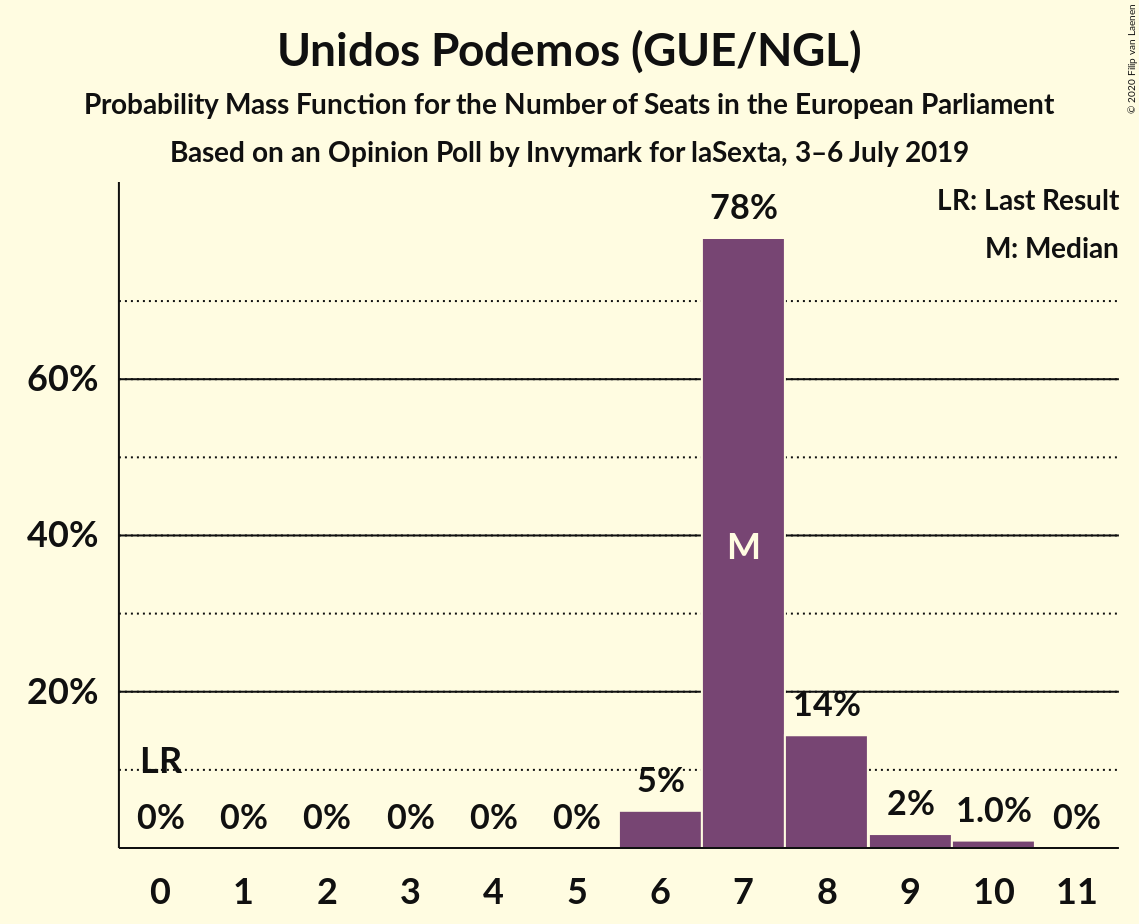 Unidos Podemos (GUE/NGL)
Probability Mass Function for the Number of Seats in the European Parliament
Based on an Opinion Poll by Invymark for laSexta, 3–6 July 2019
© 2020 Filip van Laenen
LR: Last Result
M: Median
78%
60%
40%
20%
M
LR
0%
0%
0%
0%
0%
0%
5%
14%
2%
1.0%
0%
0 1 2 3 4 5 6 7 8 9 10 11